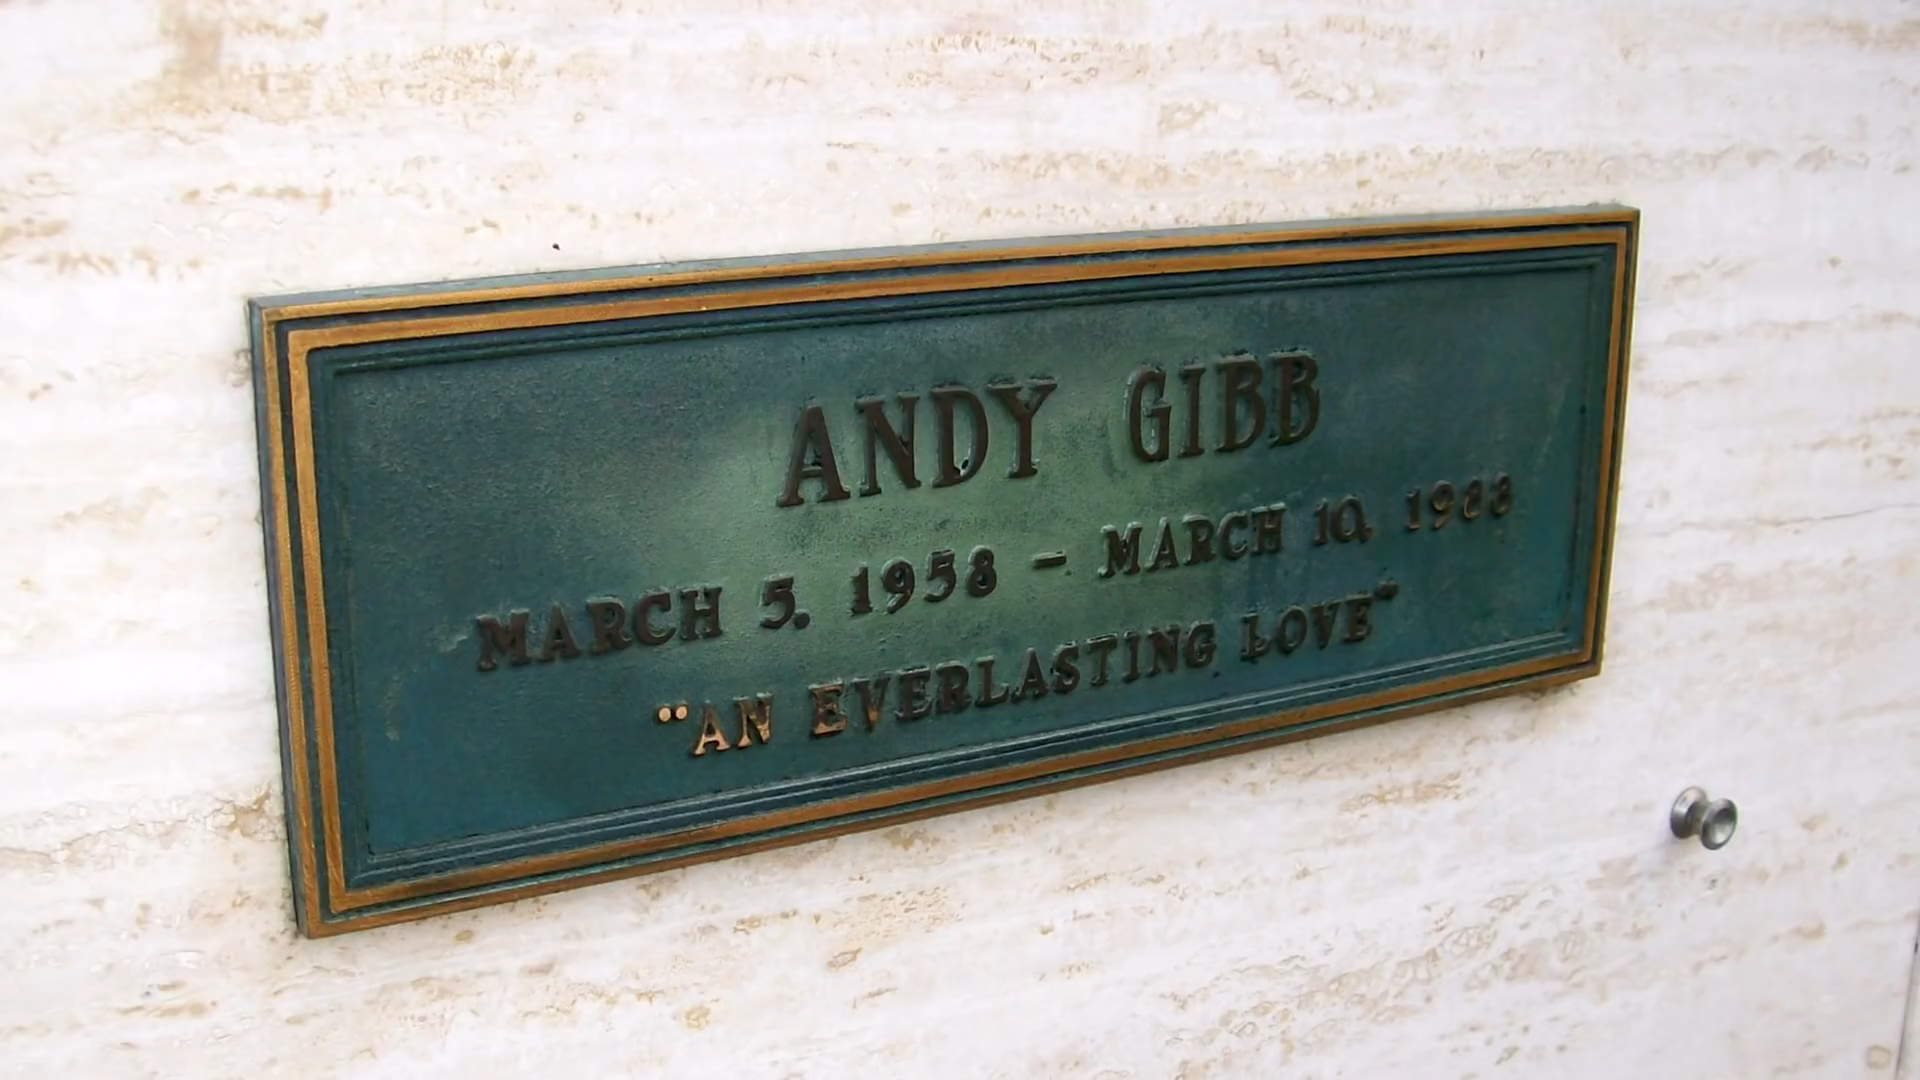 ANDY GIBB
MARCH 5, 1958 - MARCH 10, 1988
"AN EVERLASTING LOVE"